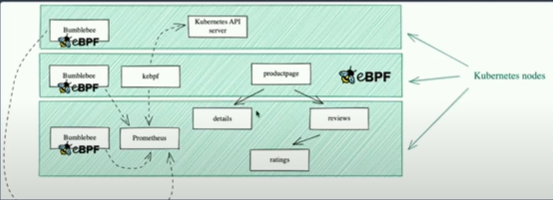 Bumblebee
eBPF
Kubernetes API
server
Bumblebee
eBPF
kebpf
productpage
eBPF
Kubernetes nodes
details
reviews
Bumblebee
eBPF
Prometheus
ratings